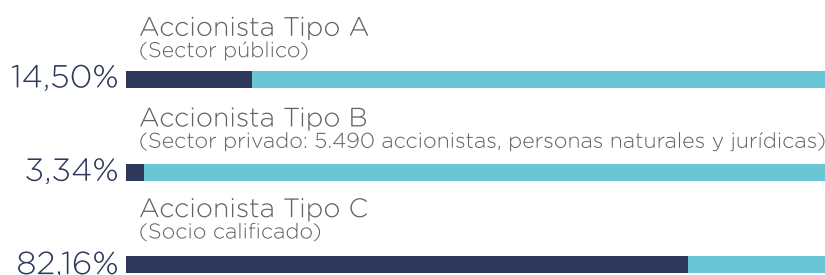 Accionista Tipo A
(Sector público)
14,50%
Accionista Tipo B
(Sector privado: 5.490 accionistas, personas naturales y jurídicas)
3,34%
Accionista Tipo C
(Socio calificado)
82,16%